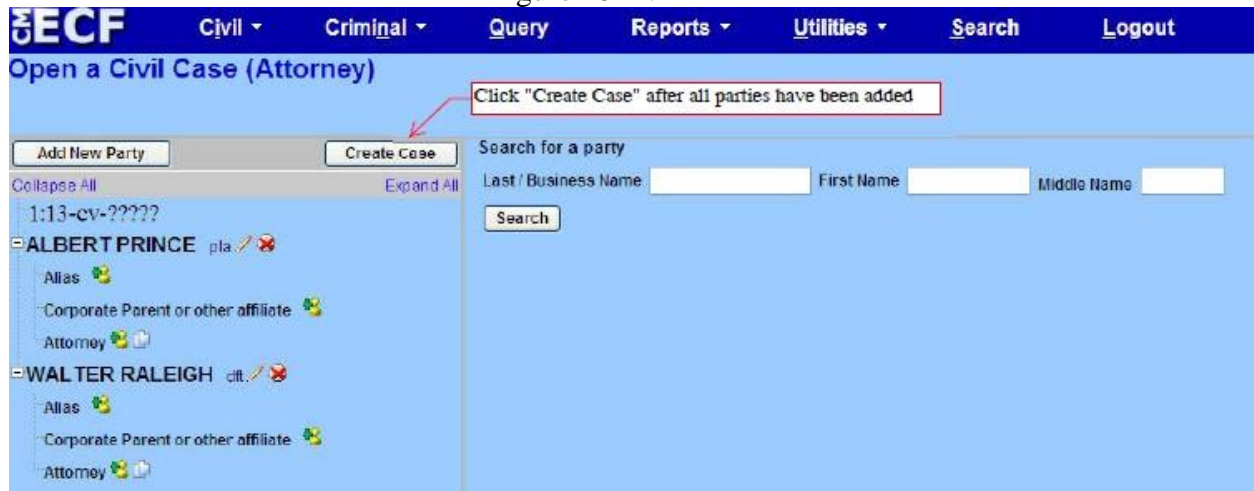 CM ECF Civil Criminal Query Reports Utilities Search Logout
Open a Civil Case (Attorney)
Click "Create Case" after all parties have been added
Add New Party Create Case
Collapse All Expand All
1:13-cv-?????
ALBERT PRINCE pla
Alias
Corporate Parent or other affiliate
Attorney
WALTER RALEIGH dft.
Alias
Corporate Parent or other affiliate
Attorney
Search for a party
Last / Business Name First Name Middle Name
Search